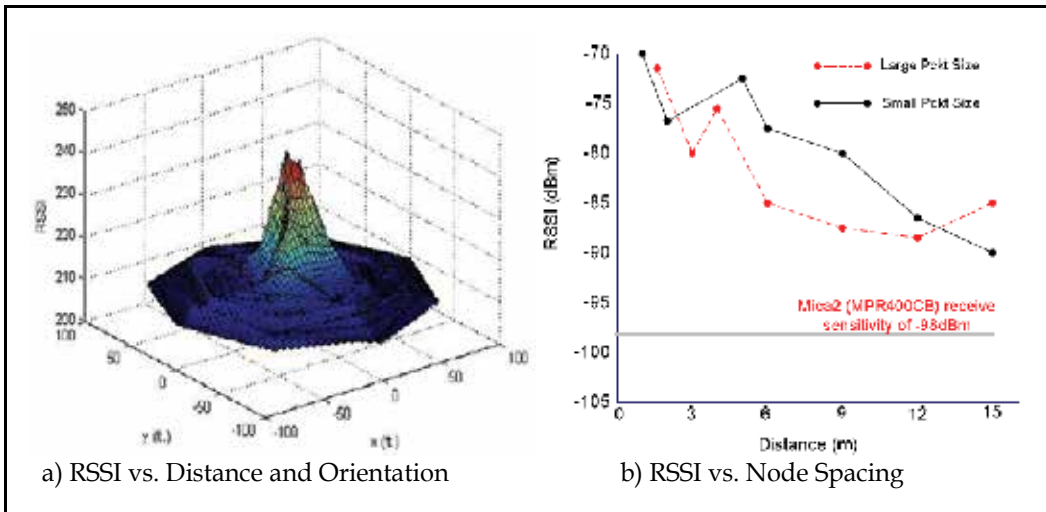 260
250
240
230
220
210
200
RSSI
100
50
0
-50
-100
y (ft.)
-100
-50
0
50
100
x (ft.)
a) RSSI vs. Distance and Orientation
-70
-75
-80
-85
-90
-95
-100
-105
RSSI (dBm)
Large Pckt Size
Small Pckt Size
Mica2 (MPR400CB) receive
sensitivity of -98dBm
0
3
6
9
12
15
Distance (m)
b) RSSI vs. Node Spacing